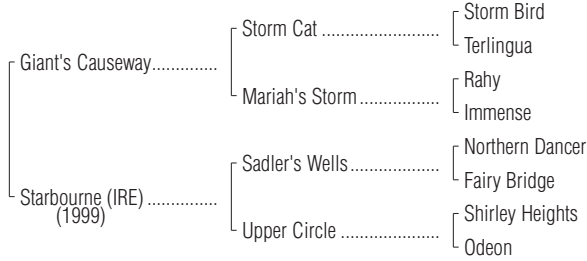 Storm Bird
Storm Cat ........................
Terlingua
Giant's Causeway..............
Rahy
Mariah's Storm................
Immense
Northern Dancer
Sadler's Wells..................
Fairy Bridge
Starbourne (IRE) ..............
(1999)
Shirley Heights
Upper Circle ....................
Odeon